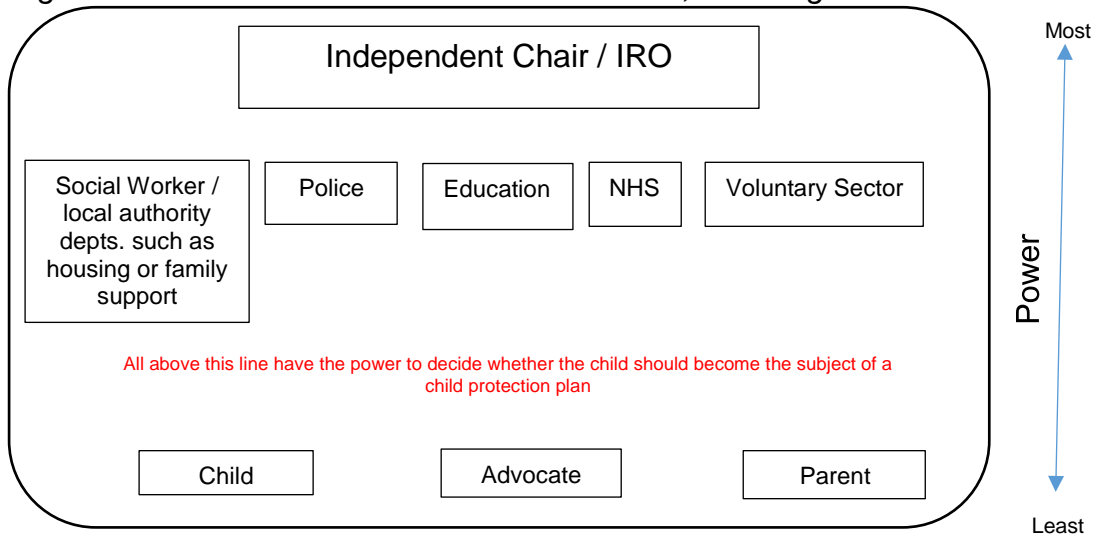 Most
Independent Chair / IRO
Social Worker /
local authority
depts. such as
housing or family
support
Police
Education
NHS
Voluntary Sector
Power
All above this line have the power to decide whether the child should become the subject of a
child protection plan
Child
Advocate
Parent
Least